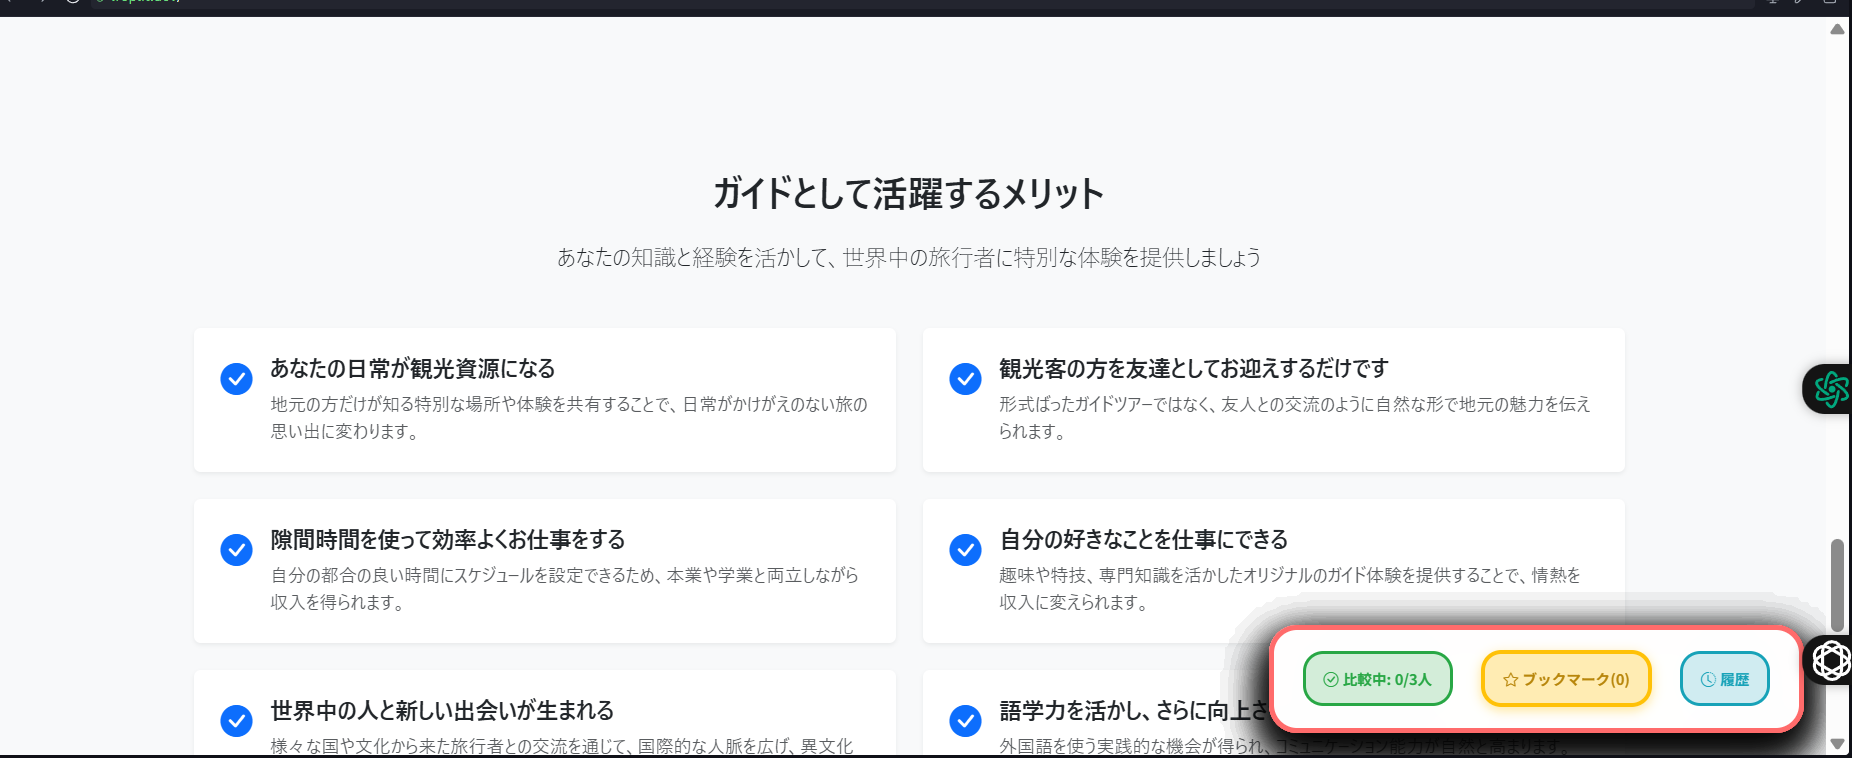 ガイドとして活躍するメリット
あなたの知識と経験を活かして、世界中の旅行者に特別な体験を提供しましょう
あなたの日常が観光資源になる
地元の方だけが知る特別な場所や体験を共有することで、日常がかけがえのない旅の
思い出に変わります。
観光客の方を友達としてお迎えするだけです
形式ばったガイドツアーではなく、友人との交流のように自然な形で地元の魅力を伝え
られます。
隙間時間を使って効率よくお仕事をする
自分の都合の良い時間にスケジュールを設定できるため、本業や学業と両立しながら
収入を得られます。
自分の好きなことを仕事にできる
趣味や特技、専門知識を活かしたオリジナルのガイド体験を提供することで、情熱を
収入に変えられます。
世界中の人と新しい出会いが生まれる
様々な国や文化から来た旅行者との交流を通じて、国際的な人脈を広げ、異文化
語学力を活かし、さらに向上さ
外国語を使う実践的な機会が得られ、コミュニケーション能力が自然と高まります。
比較中: 0/3人
ブックマーク(0)
履歴